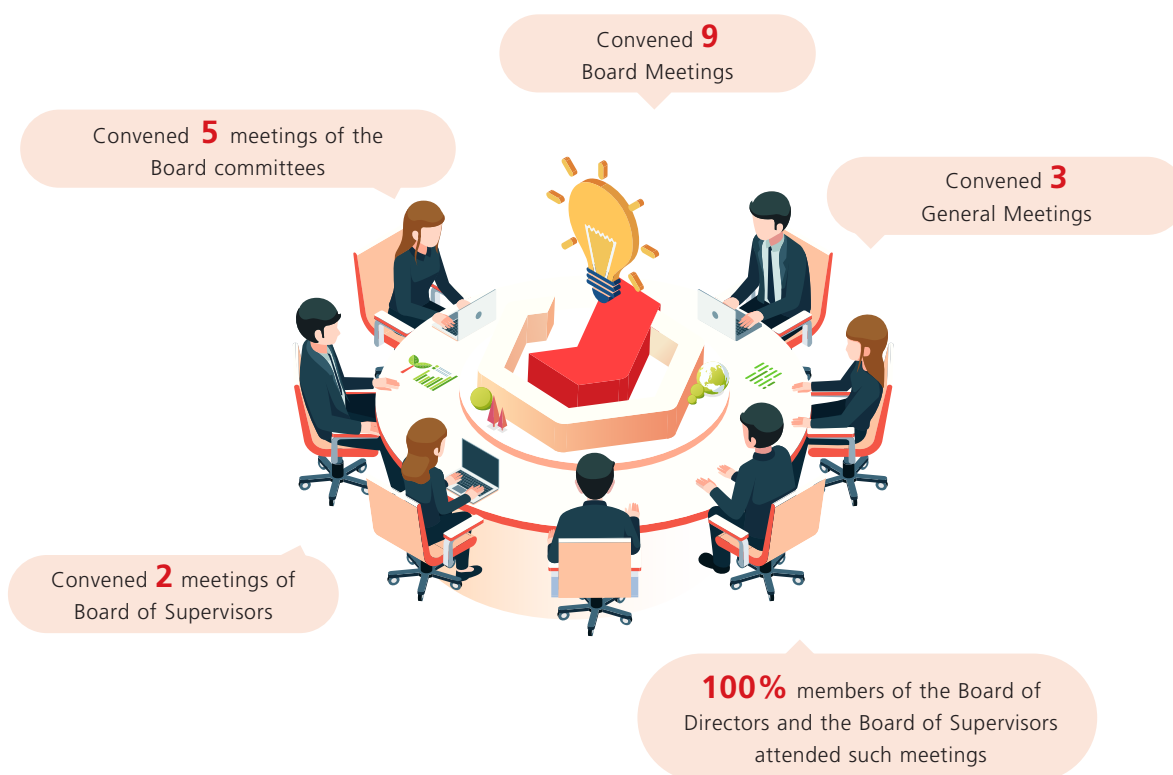 Convened 9
Board Meetings
Convened 5 meetings of the
Board committees
Convened 3
General Meetings
Convened 2 meetings of
Board of Supervisors
100% members of the Board of
Directors and the Board of Supervisors
attended such meetings